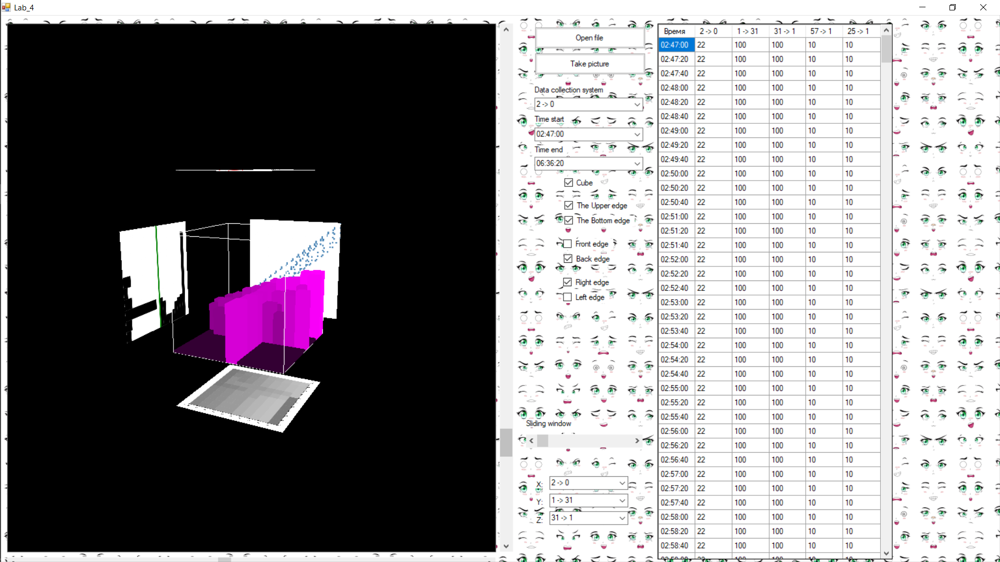 Lab_4
Open file
Take picture
Data collection system
2 -> 0
Time start
02:47:00
Time end
06:36:20
Cube
The Upper edge
The Bottom edge
Front edge
Back edge
Right edge
Left edge
Sliding window
X: 2 -> 0
Y: 1 -> 31
Z: 31 -> 1
Время 2 -> 0 1 -> 31 31 -> 1 57 -> 1 25 -> 1
02:47:00 22 100 100 10 10
02:47:20 22 100 100 10 10
02:47:40 22 100 100 10 10
02:48:00 22 100 100 10 10
02:48:20 22 100 100 10 10
02:48:40 22 100 100 10 10
02:49:00 22 100 100 10 10
02:49:20 22 100 100 10 10
02:49:40 22 100 100 10 10
02:50:00 22 100 100 10 10
02:50:20 22 100 100 10 10
02:50:40 22 100 100 10 10
02:51:00 22 100 100 10 10
02:51:20 22 100 100 10 10
02:51:40 22 100 100 10 10
02:52:00 22 100 100 10 10
02:52:20 22 100 100 10 10
02:52:40 22 100 100 10 10
02:53:00 22 100 100 10 10
02:53:20 22 100 100 10 10
02:53:40 22 100 100 10 10
02:54:00 22 100 100 10 10
02:54:20 22 100 100 10 10
02:54:40 22 100 100 10 10
02:55:00 22 100 100 10 10
02:55:20 22 100 100 10 10
02:55:40 22 100 100 10 10
02:56:00 22 100 100 10 10
02:56:20 22 100 100 10 10
02:56:40 22 100 100 10 10
02:57:00 22 100 100 10 10
02:57:20 22 100 100 10 10
02:57:40 22 100 100 10 10
02:58:00 22 100 100 10 10
02:58:20 22 100 100 10 10
02:58:40 22 100 100 10 10